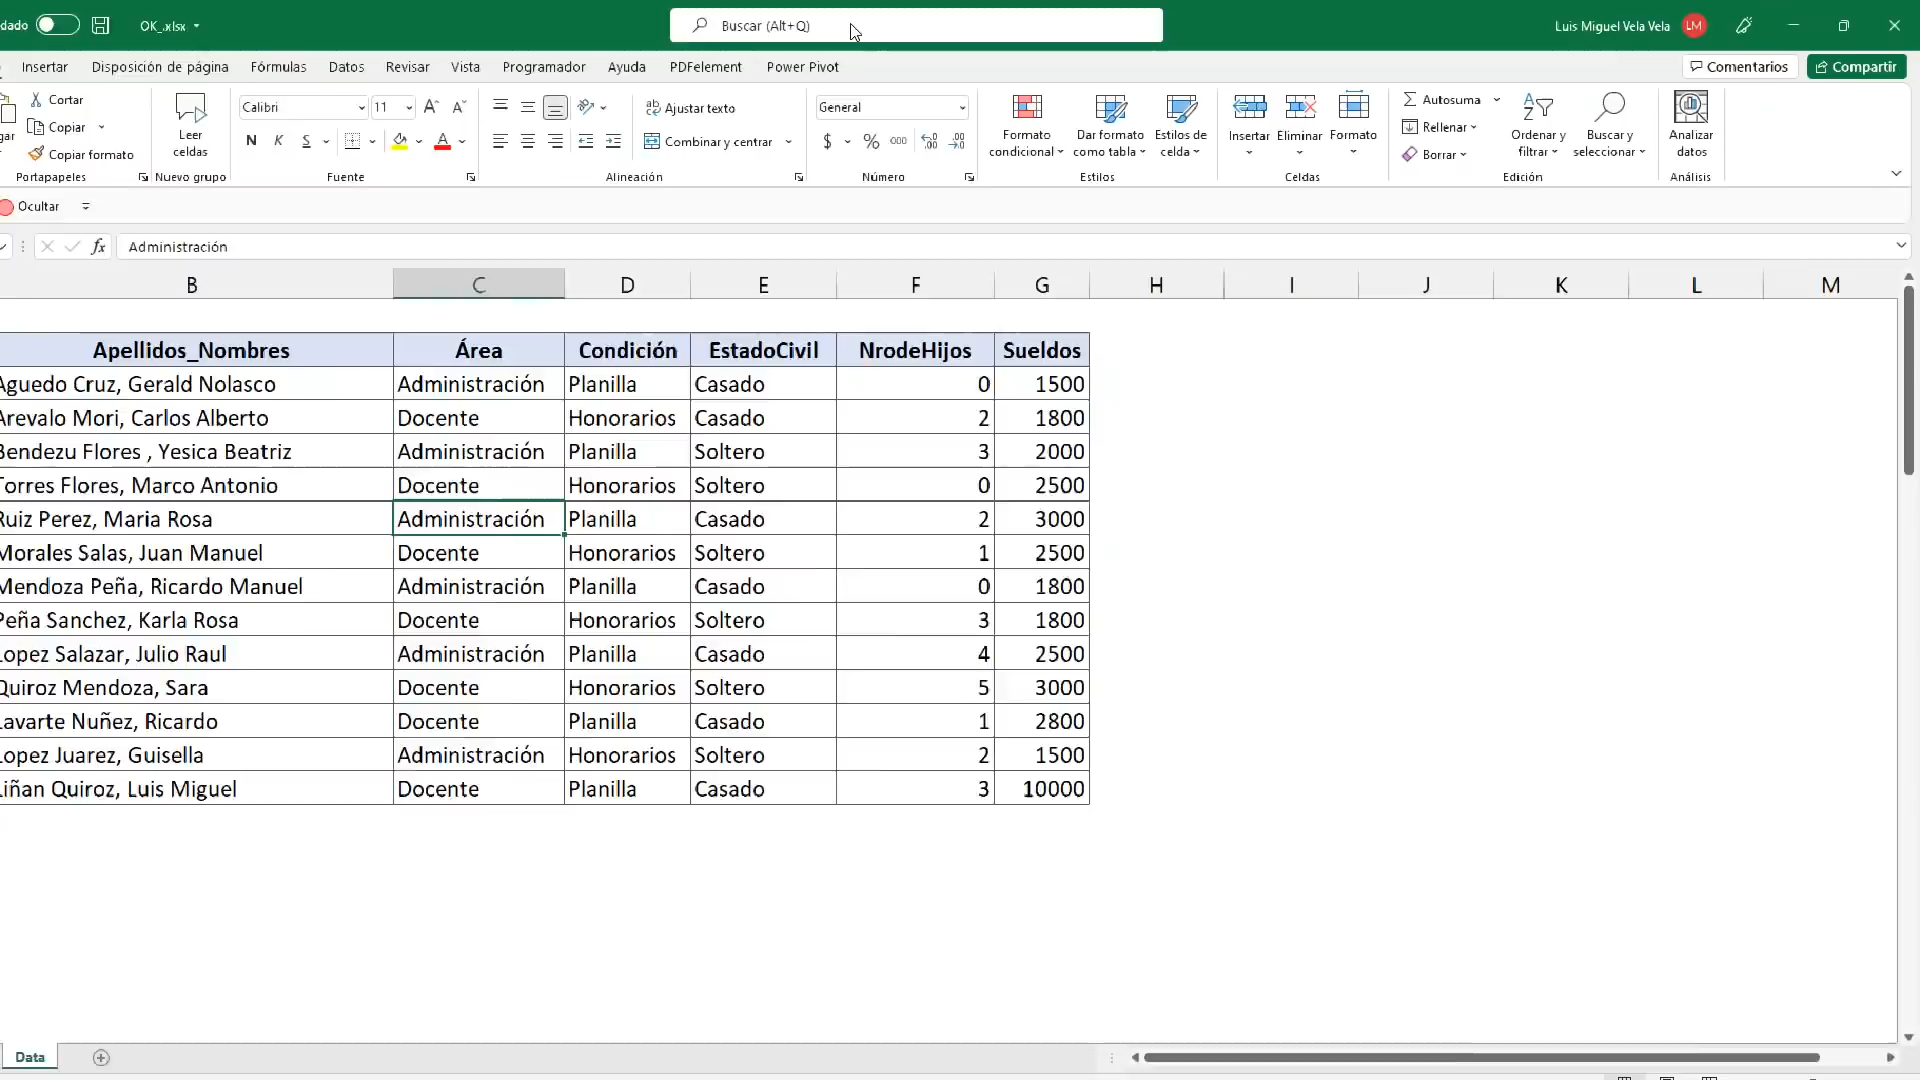 dado OK_.xlsx Buscar (Alt+Q) Luis Miguel Vela Vela LM
Insertar Disposición de página Fórmulas Datos Revisar Vista Programador Ayuda PDFelement Power Pivot Comentarios Compartir
Cortar
Copiar
Copiar formato
Portapapeles
Leer celdas
Nuevo grupo
Calibri 11
N K S
Fuente
Ajustar texto
Combinar y centrar
Alineación
General
$ % 000
Número
Formato condicional
Dar formato como tabla
Estilos de celda
Estilos
Insertar Eliminar Formato
Celdas
Autosuma
Rellenar
Borrar
Ordenar y filtrar
Buscar y seleccionar
Edición
Analizar datos
Análisis
Ocultar
fx Administración
B C D E F G H I J K L M
Apellidos_Nombres Área Condición EstadoCivil NrodeHijos Sueldos
Aguedo Cruz, Gerald Nolasco Administración Planilla Casado 0 1500
Arevalo Mori, Carlos Alberto Docente Honorarios Casado 2 1800
Bendezu Flores , Yesica Beatriz Administración Planilla Soltero 3 2000
Torres Flores, Marco Antonio Docente Honorarios Soltero 0 2500
Ruiz Perez, Maria Rosa Administración Planilla Casado 2 3000
Morales Salas, Juan Manuel Docente Honorarios Soltero 1 2500
Mendoza Peña, Ricardo Manuel Administración Planilla Casado 0 1800
Peña Sanchez, Karla Rosa Docente Honorarios Soltero 3 1800
Lopez Salazar, Julio Raul Administración Planilla Casado 4 2500
Quiroz Mendoza, Sara Docente Honorarios Soltero 5 3000
Lavarte Nuñez, Ricardo Docente Planilla Casado 1 2800
Lopez Juarez, Guisella Administración Honorarios Soltero 2 1500
Liñan Quiroz, Luis Miguel Docente Planilla Casado 3 10000
Data